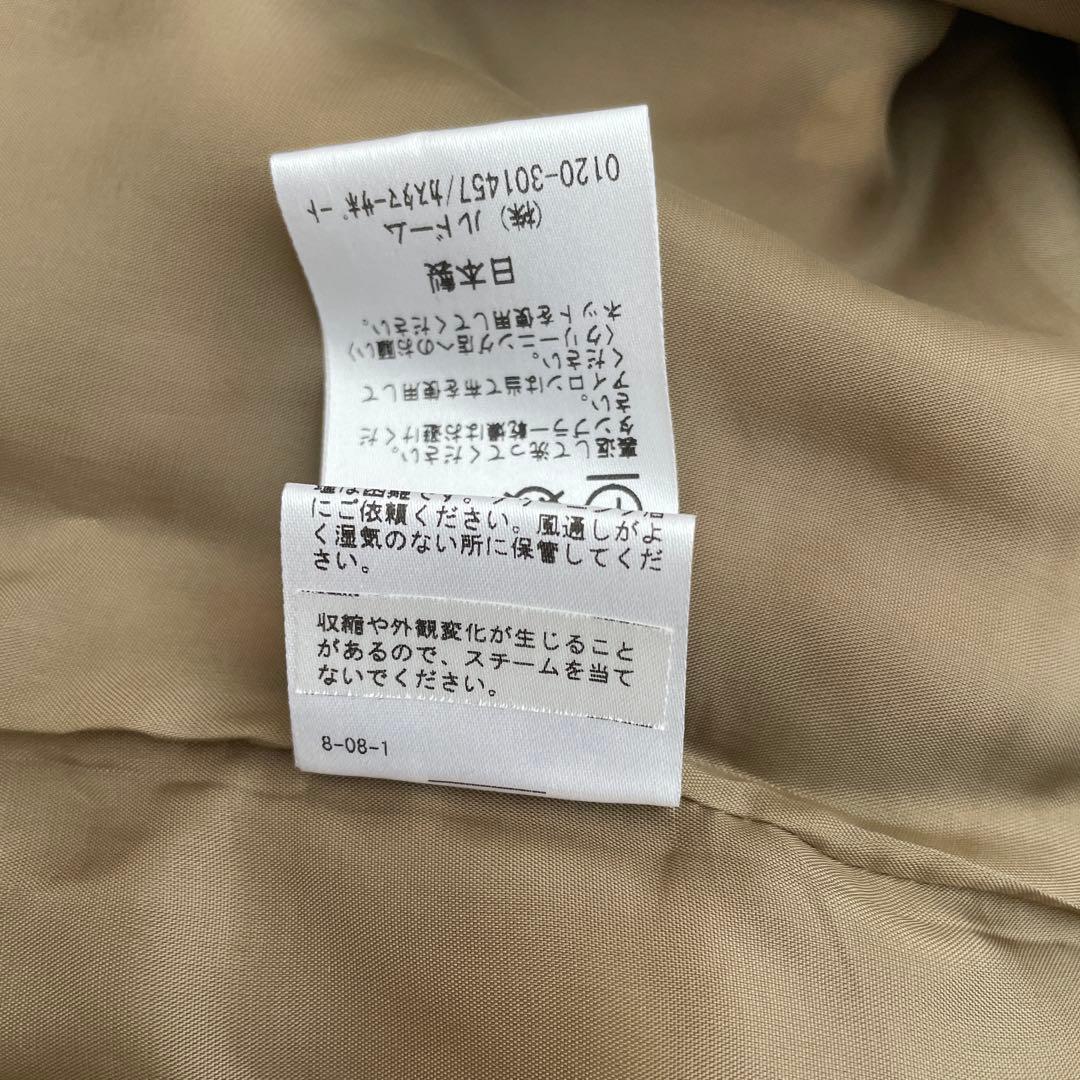 裏返して洗ってください。
タンブラー乾燥はお避けくだ
さい。
アイロンは当て布を使用して
ください。
(クリーニング店へのお願い)
ネットを使用してください。
日本製
(株) ルドーム
0120-301457/カスタマーサポート
にご依頼ください。風通しがよ
く湿気のない所に保管してくだ
さい。
収縮や外観変化が生じること
があるので、スチームを当て
ないでください。
8-08-1